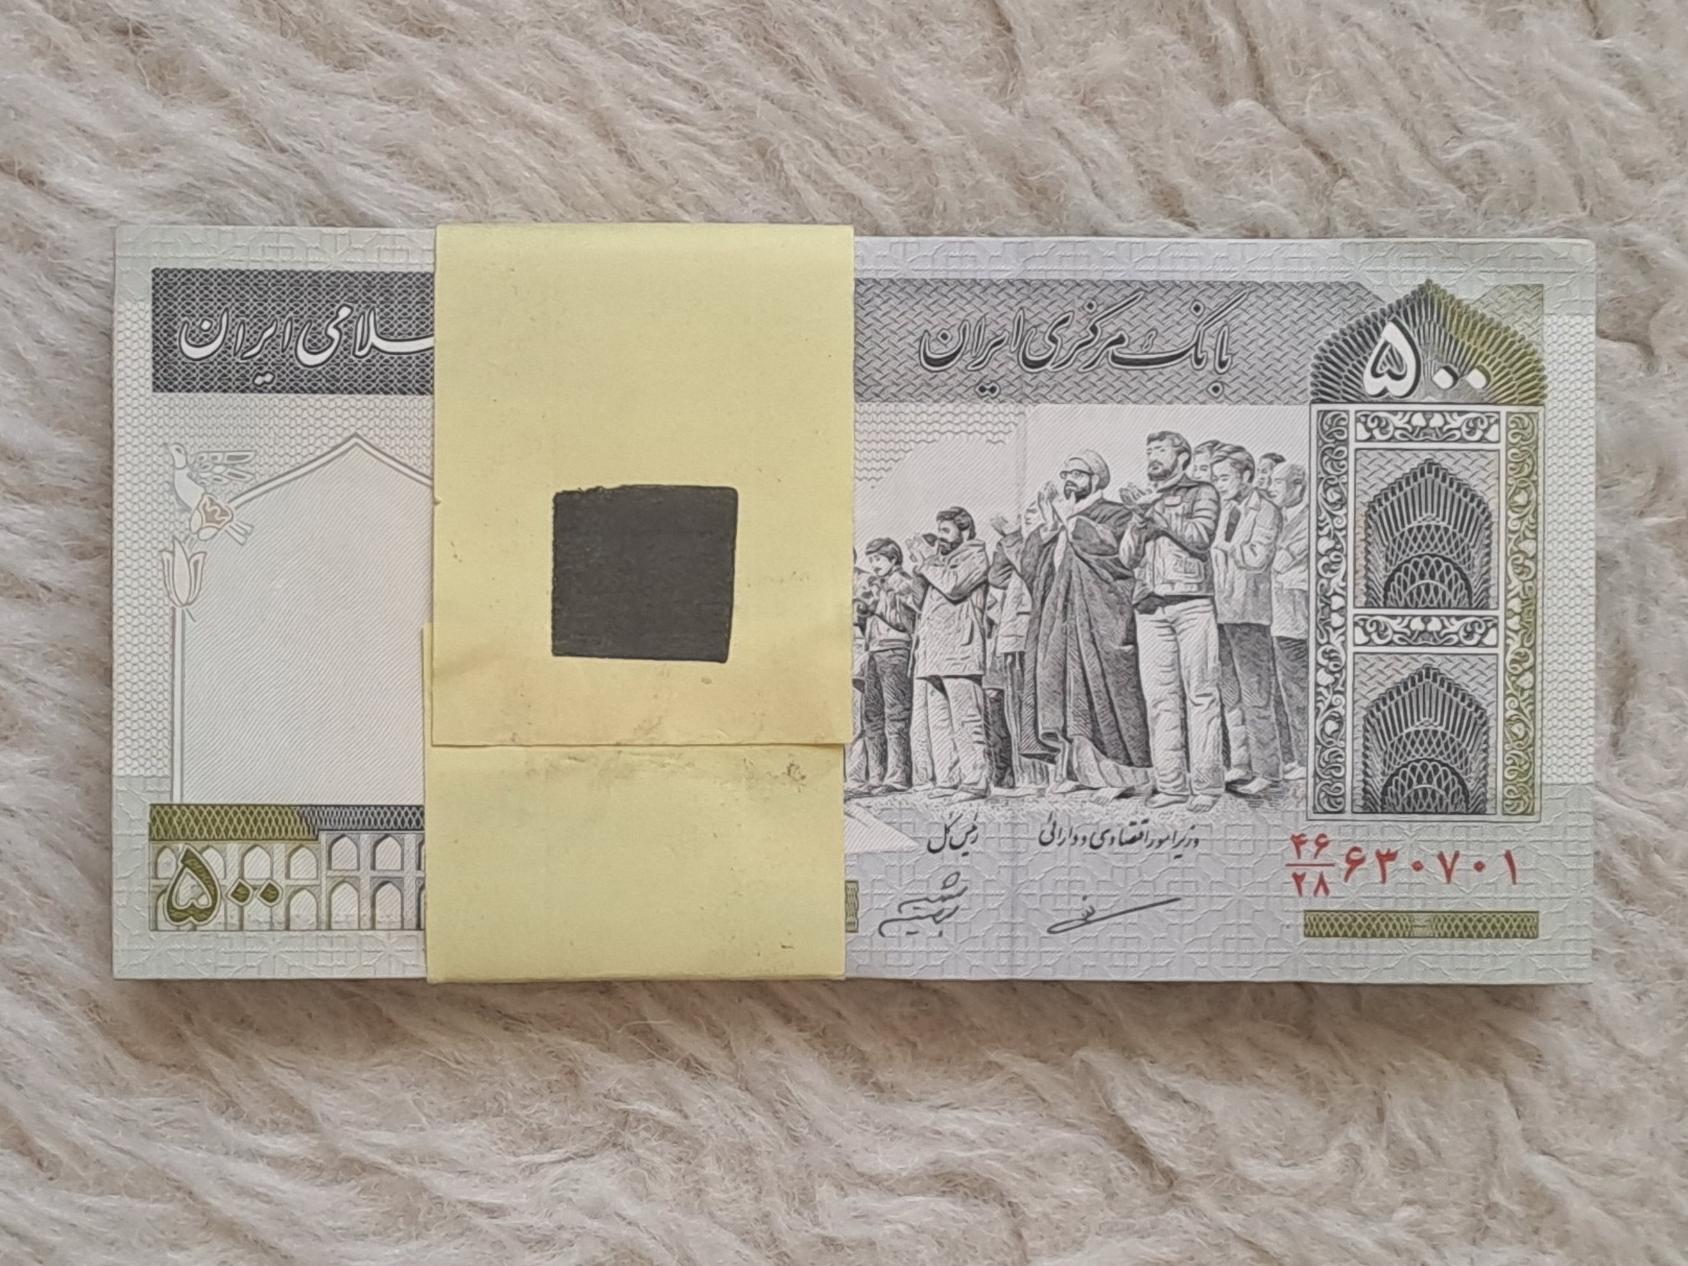 بانک مرکزی
ایران
سلامی ایران
۵۰۰
رئیس کل
وزیر امور اقتصادی و دارائی
۴۶
۲۸
۶۳۰۷۰۱
۵۰۰